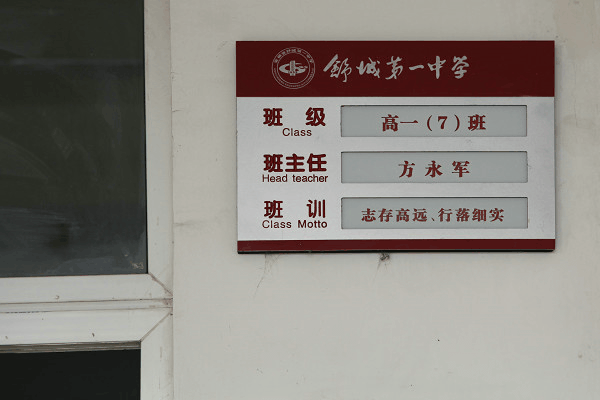 舒城第一中学
班 级 高一(7)班
Class
班主任 方永军
Head teacher
班 训 志存高远、行落细实
Class Motto